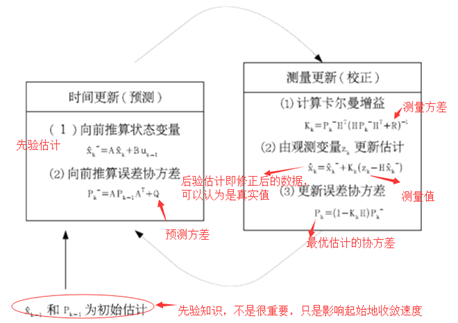 时间更新(预测)
(1)向前推算状态变量
先验估计
x̂ₖ⁻=Ax̂ₖ+Buₖ₋₁
(2)向前推算误差协方差
Pₖ⁻=APₖ₋₁Aᵀ+Q
预测方差
测量更新(校正)
(1)计算卡尔曼增益
Kₖ=Pₖ⁻Hᵀ(HPₖ⁻Hᵀ+R)⁻¹
测量方差
(2)由观测变量zₖ更新估计
x̂ₖ=x̂ₖ⁻+Kₖ(zₖ-Hx̂ₖ⁻)
后验估计即修正后的数据,
可以认为是真实值
测量值
(3)更新误差协方差
Pₖ=(1-KₖH)Pₖ⁻
最优估计的协方差
x̂ₖ₋₁和Pₖ₋₁为初始估计
先验知识,不是很重要,只是影响起始地收敛速度